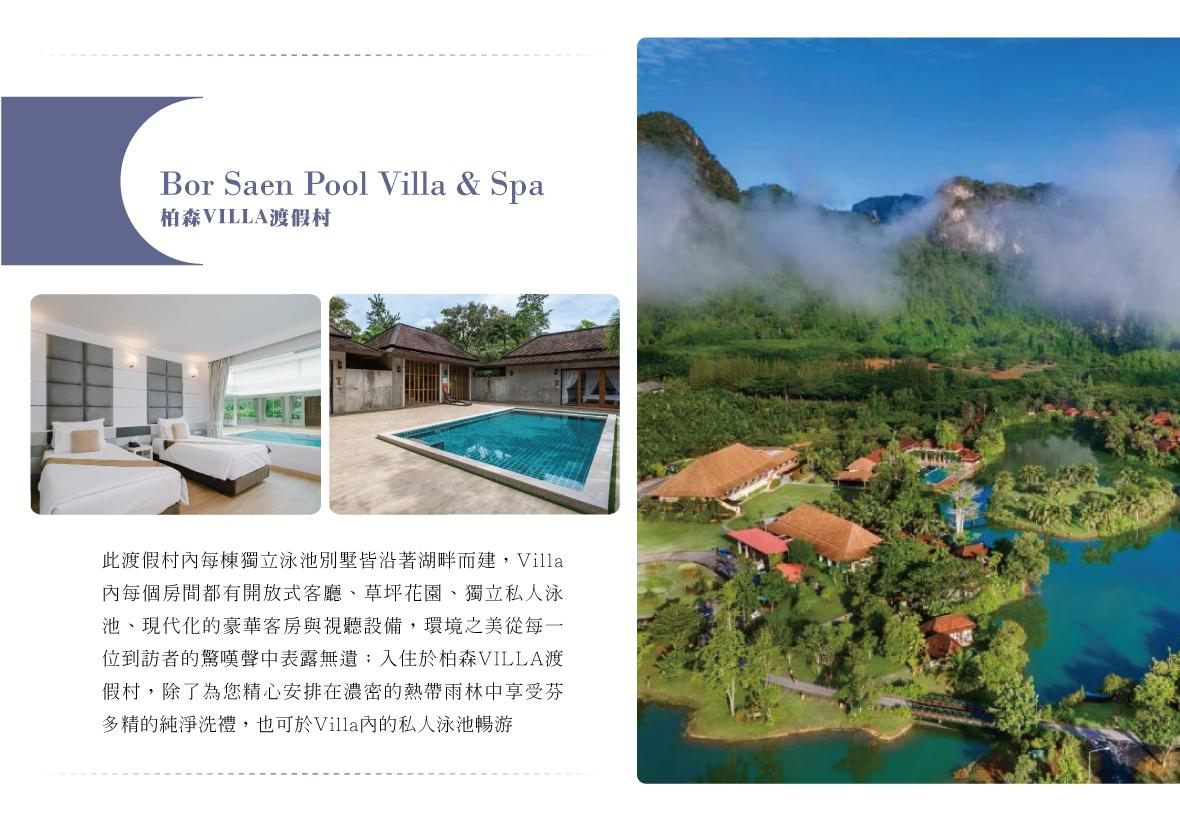 Bor Saen Pool Villa & Spa
柏森VILLA渡假村
此渡假村內每棟獨立泳池別墅皆沿著湖畔而建，Villa
內每個房間都有開放式客廳、草坪花園、獨立私人泳
池、現代化的豪華客房與視聽設備，環境之美從每一
位到訪者的驚嘆聲中表露無遺；入住於柏森VILLA渡
假村，除了為您精心安排在濃密的熱帶雨林中享受芬
多精的純淨洗禮，也可於Villa內的私人泳池暢游